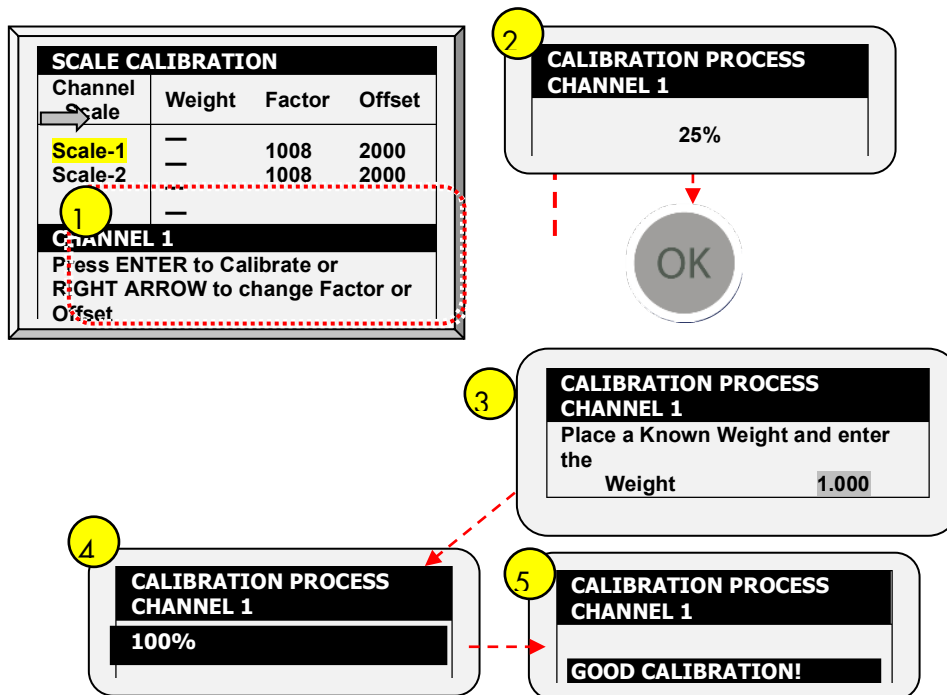 SCALE CALIBRATION
Channel Scale Weight Factor Offset
Scale-1 1008 2000
Scale-2 1008 2000
1
CHANNEL 1
Press ENTER to Calibrate or
RIGHT ARROW to change Factor or
Offset
2
CALIBRATION PROCESS
CHANNEL 1
25%
OK
3
CALIBRATION PROCESS
CHANNEL 1
Place a Known Weight and enter
the
Weight 1.000
4
CALIBRATION PROCESS
CHANNEL 1
100%
5
CALIBRATION PROCESS
CHANNEL 1
GOOD CALIBRATION!